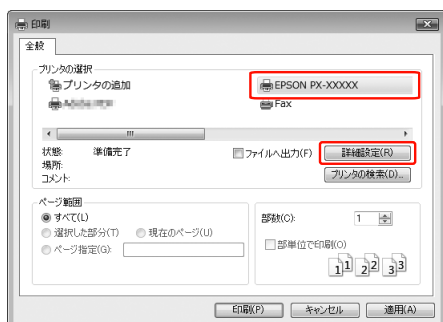 印刷
全般
プリンタの選択
プリンタの追加
EPSON PX-XXXXX
Fax
状態: 準備完了
場所:
コメント:
ファイルへ出力(F)
詳細設定(R)
プリンタの検索(D)...
ページ範囲
すべて(L)
選択した部分(T) 現在のページ(U)
ページ指定(G):
部数(C): 1
部単位で印刷(O)
1 1 2 2 3 3
印刷(P) キャンセル 適用(A)